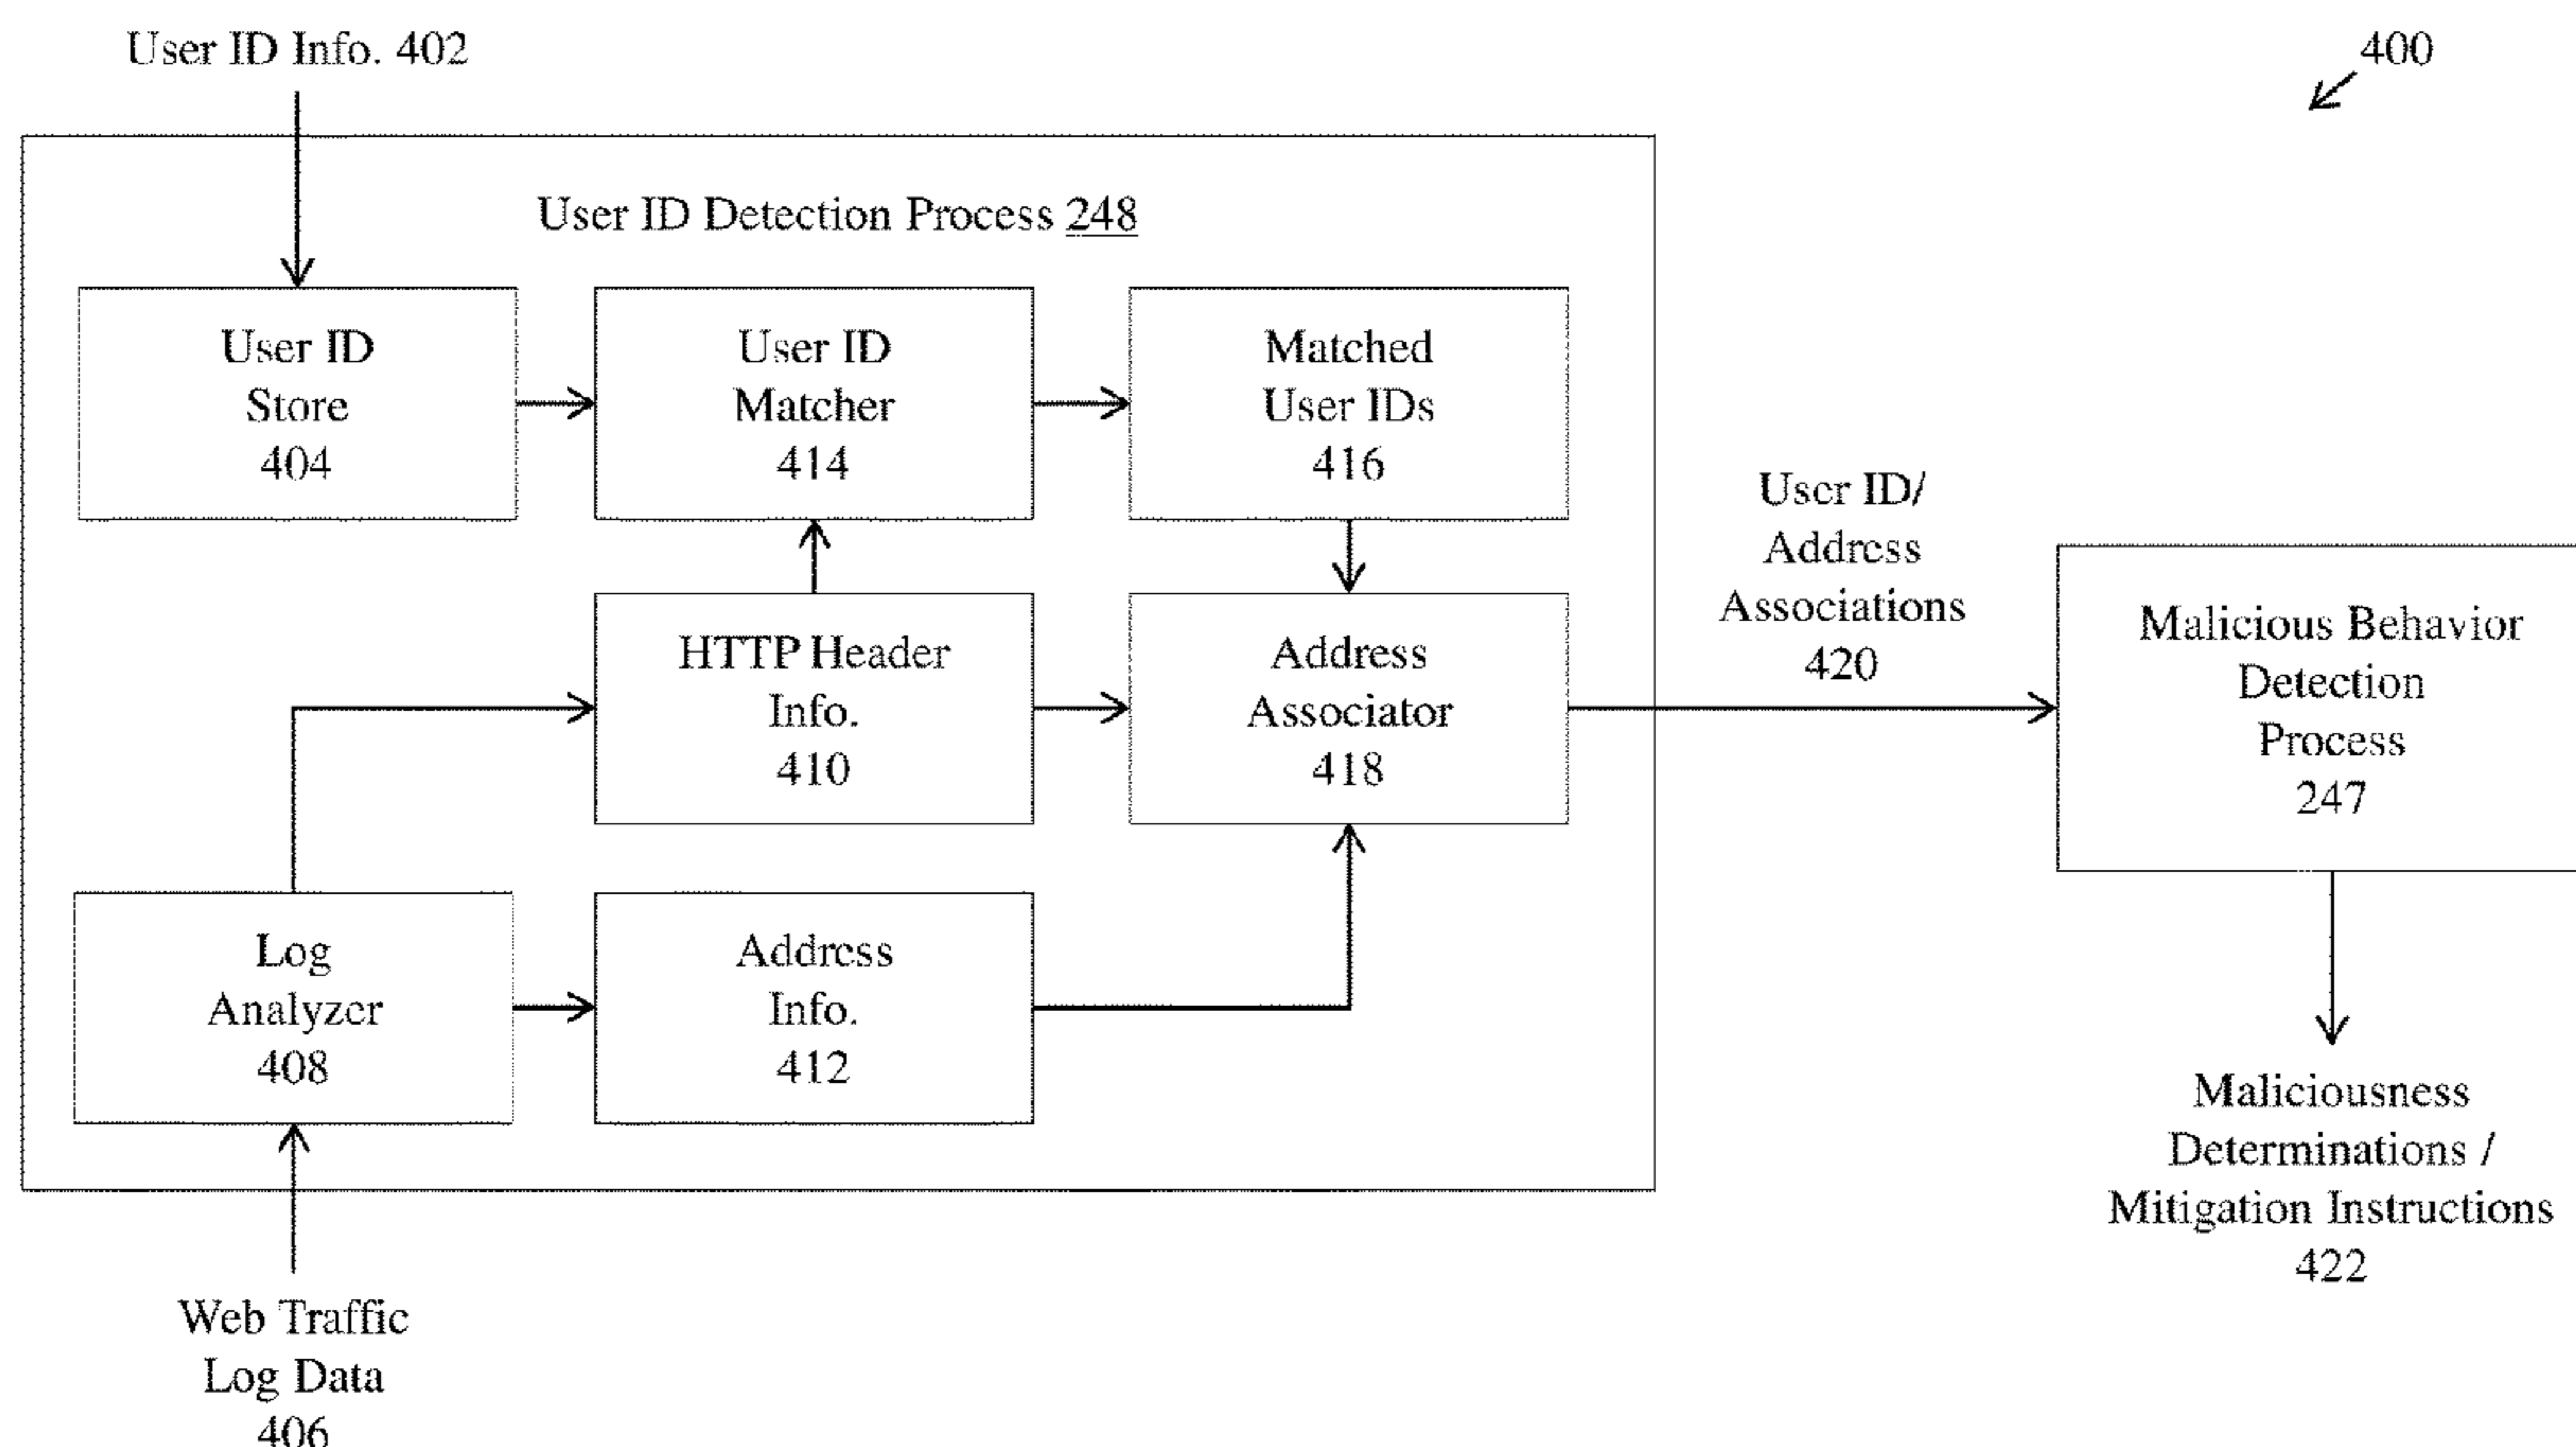 User ID Info. 402
400
User ID Detection Process 248
User ID
Store
404
User ID
Matcher
414
Matched
User IDs
416
HTTP Header
Info.
410
Address
Associator
418
User ID/
Address
Associations
420
Malicious Behavior
Detection
Process
247
Log
Analyzer
408
Address
Info.
412
Maliciousness
Determinations /
Mitigation Instructions
422
Web Traffic
Log Data
406